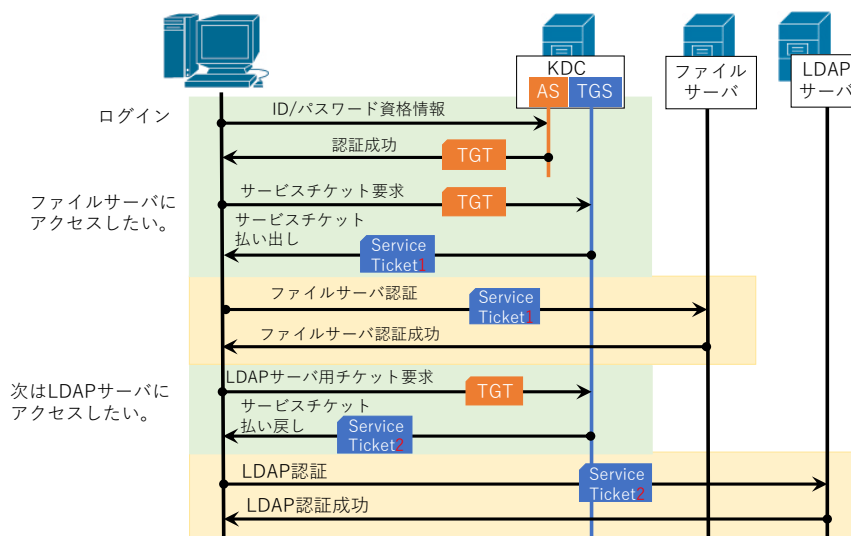 KDC
AS
TGS
ファイル
サーバ
LDAP
サーバ
ログイン
ID/パスワード資格情報
認証成功
TGT
ファイルサーバに
アクセスしたい。
サービスチケット要求
TGT
サービスチケット
払い出し
Service
Ticket1
ファイルサーバ認証
Service
Ticket1
ファイルサーバ認証成功
次はLDAPサーバに
アクセスしたい。
LDAPサーバ用チケット要求
TGT
サービスチケット
払い戻し
Service
Ticket2
LDAP認証
Service
Ticket2
LDAP認証成功